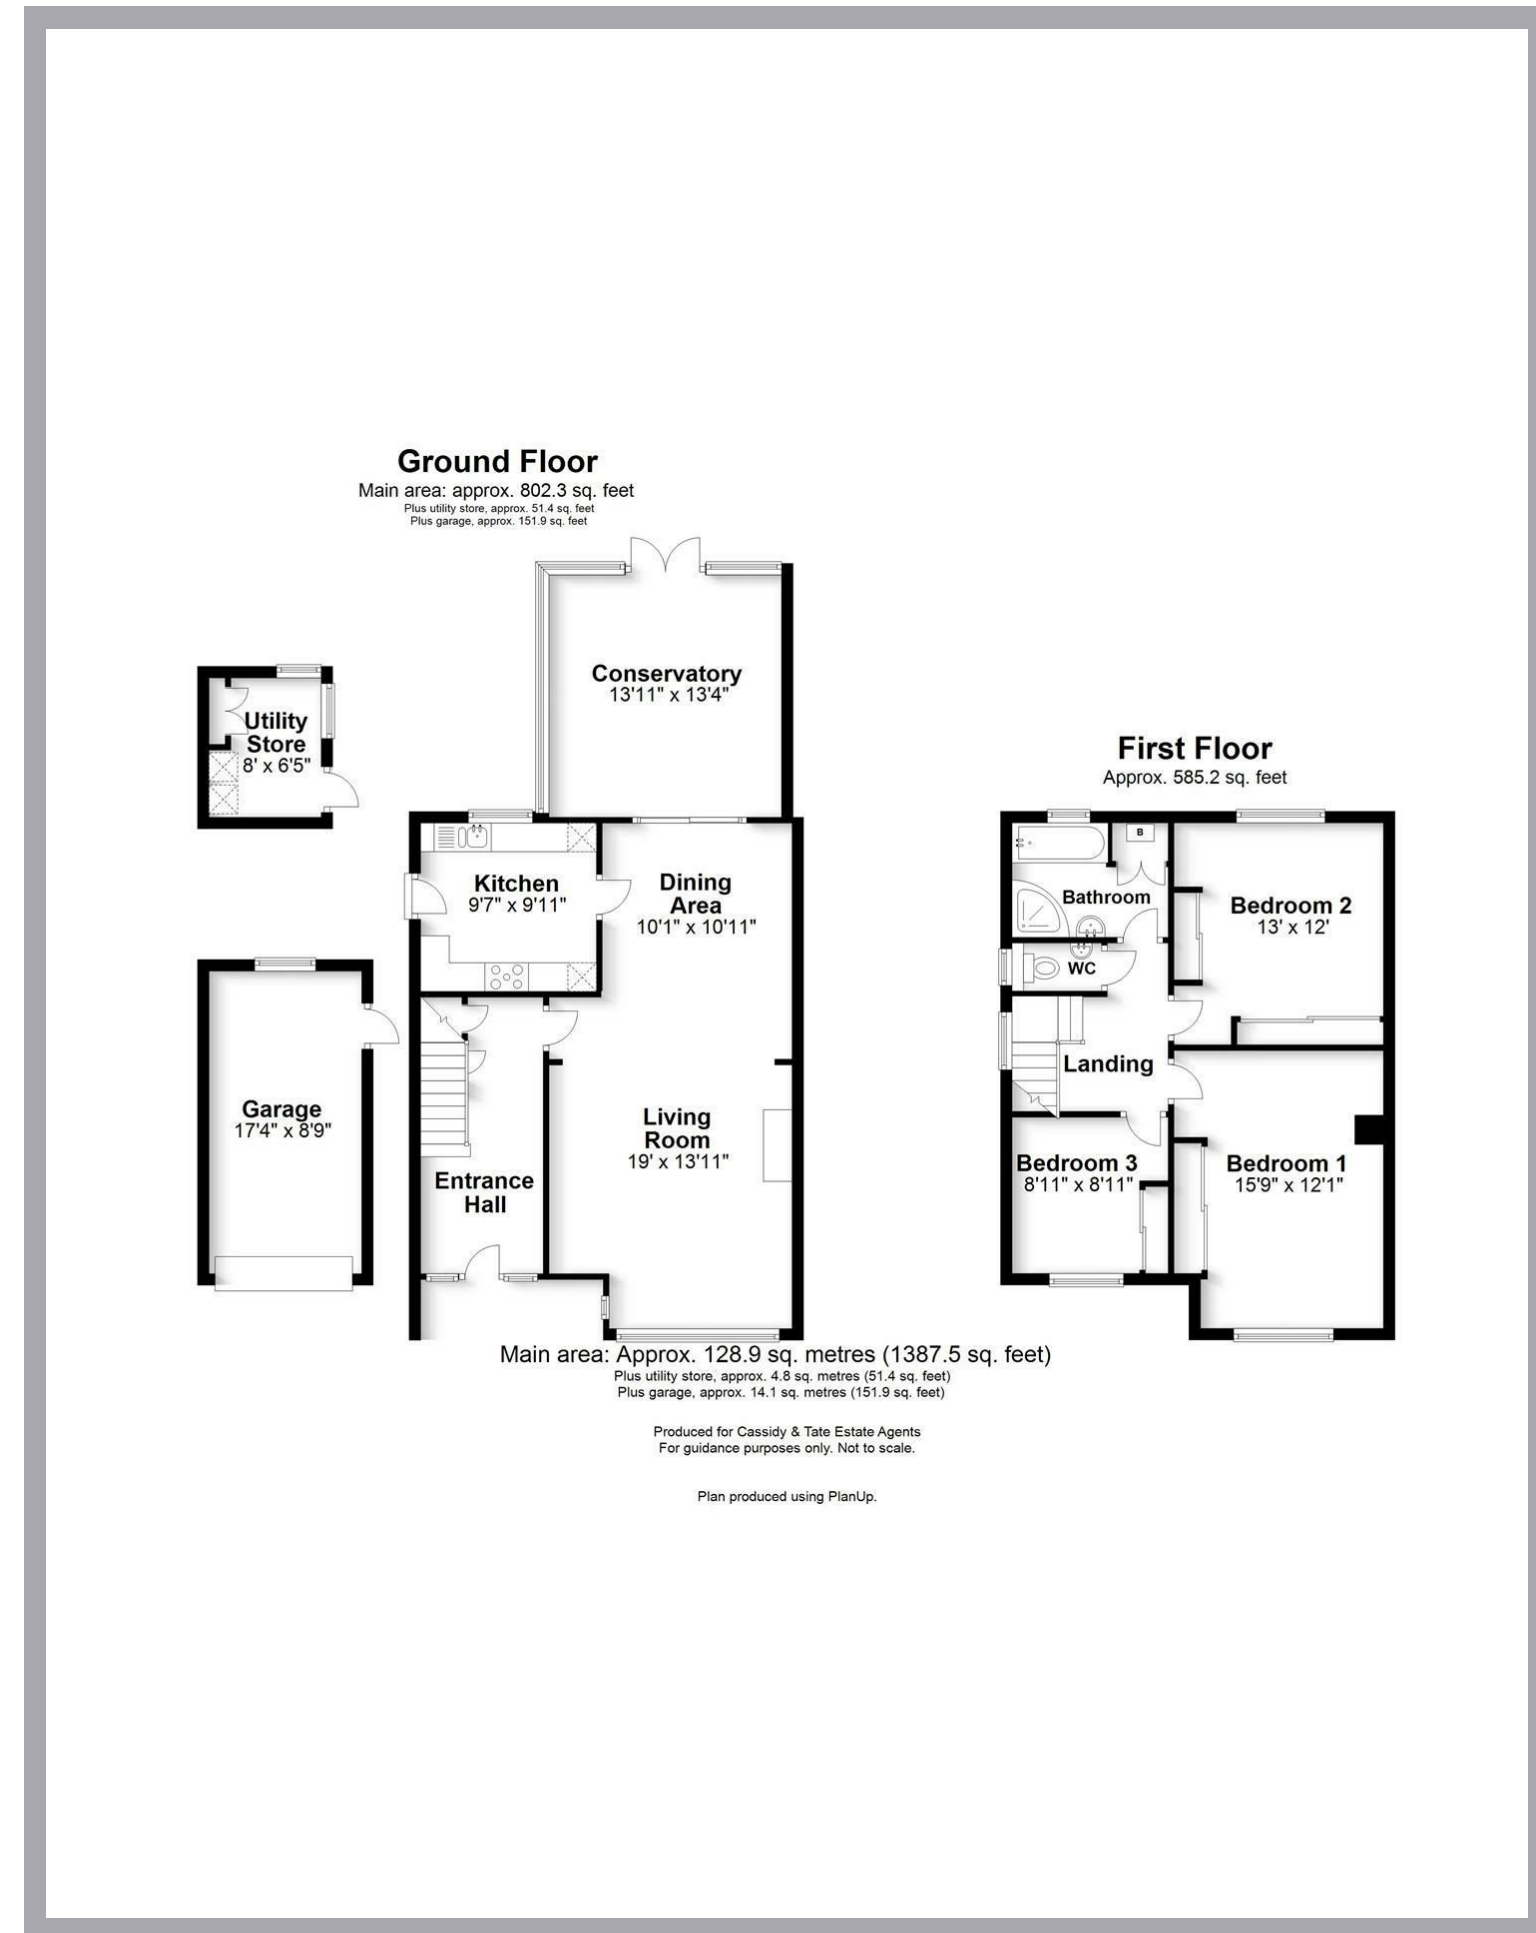 Ground Floor
Main area: approx. 802.3 sq. feet
Plus utility store, approx. 51.4 sq. feet
Plus garage, approx. 151.9 sq. feet
Conservatory
13'11" x 13'4"
Utility
Store
8' x 6'5"
Kitchen
9'7" x 9'11"
Dining
Area
10'1" x 10'11"
Garage
17'4" x 8'9"
Living
Room
19' x 13'11"
Entrance
Hall
First Floor
Approx. 585.2 sq. feet
B
Bathroom
Bedroom 2
13' x 12'
WC
Landing
Bedroom 3
8'11" x 8'11"
Bedroom 1
15'9" x 12'1"
Main area: Approx. 128.9 sq. metres (1387.5 sq. feet)
Plus utility store, approx. 4.8 sq. metres (51.4 sq. feet)
Plus garage, approx. 14.1 sq. metres (151.9 sq. feet)
Produced for Cassidy & Tate Estate Agents
For guidance purposes only. Not to scale.
Plan produced using PlanUp.